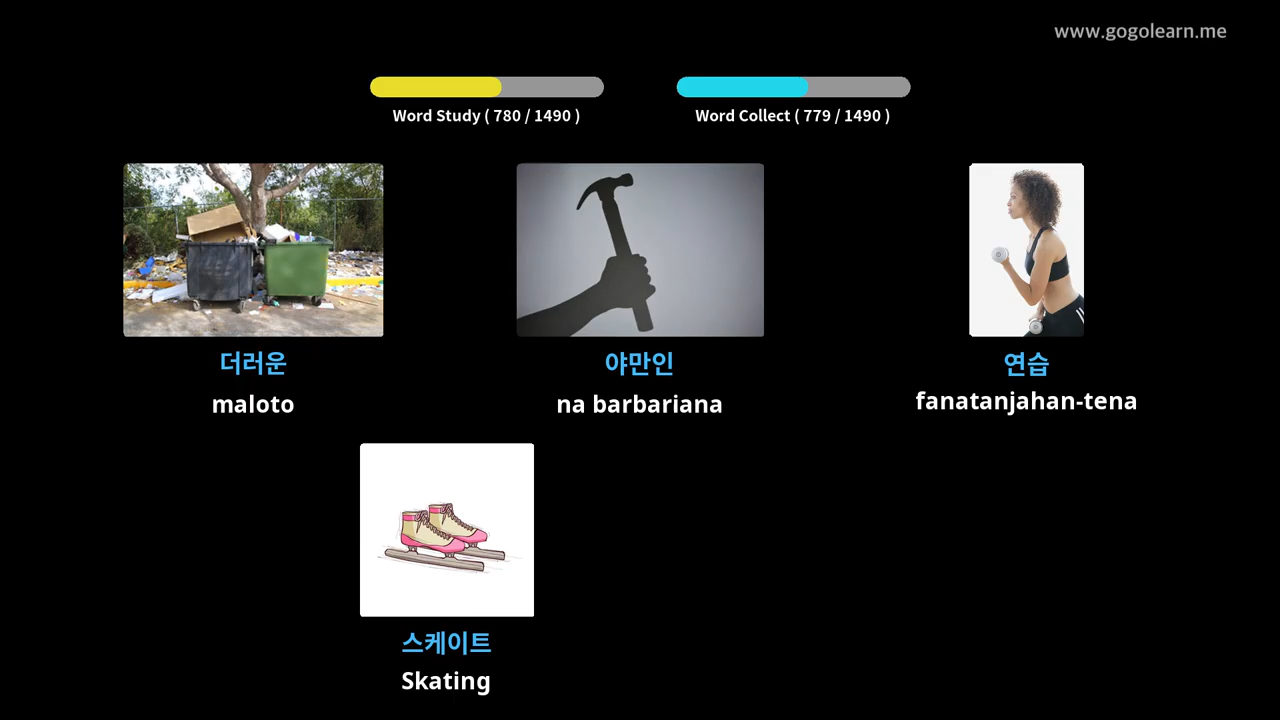 www.gogolearn.me
Word Study ( 780 / 1490 )
Word Collect ( 779 / 1490 )
더러운
maloto
야만인
na barbariana
연습
fanatanjahan-tena
스케이트
Skating